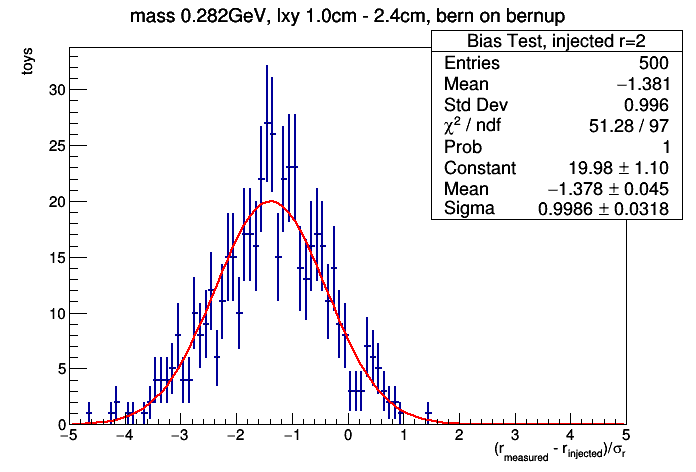 mass 0.282GeV, lxy 1.0cm - 2.4cm, bern on bernup
toys
Bias Test, injected r=2
Entries 500
Mean −1.381
Std Dev 0.996
χ² / ndf 51.28 / 97
Prob 1
Constant 19.98 ± 1.10
Mean −1.378 ± 0.045
Sigma 0.9986 ± 0.0318
30
25
20
15
10
5
0
−5 −4 −3 −2 −1 0 1 2 3 4 5
(r_measured - r_injected)/σ_r